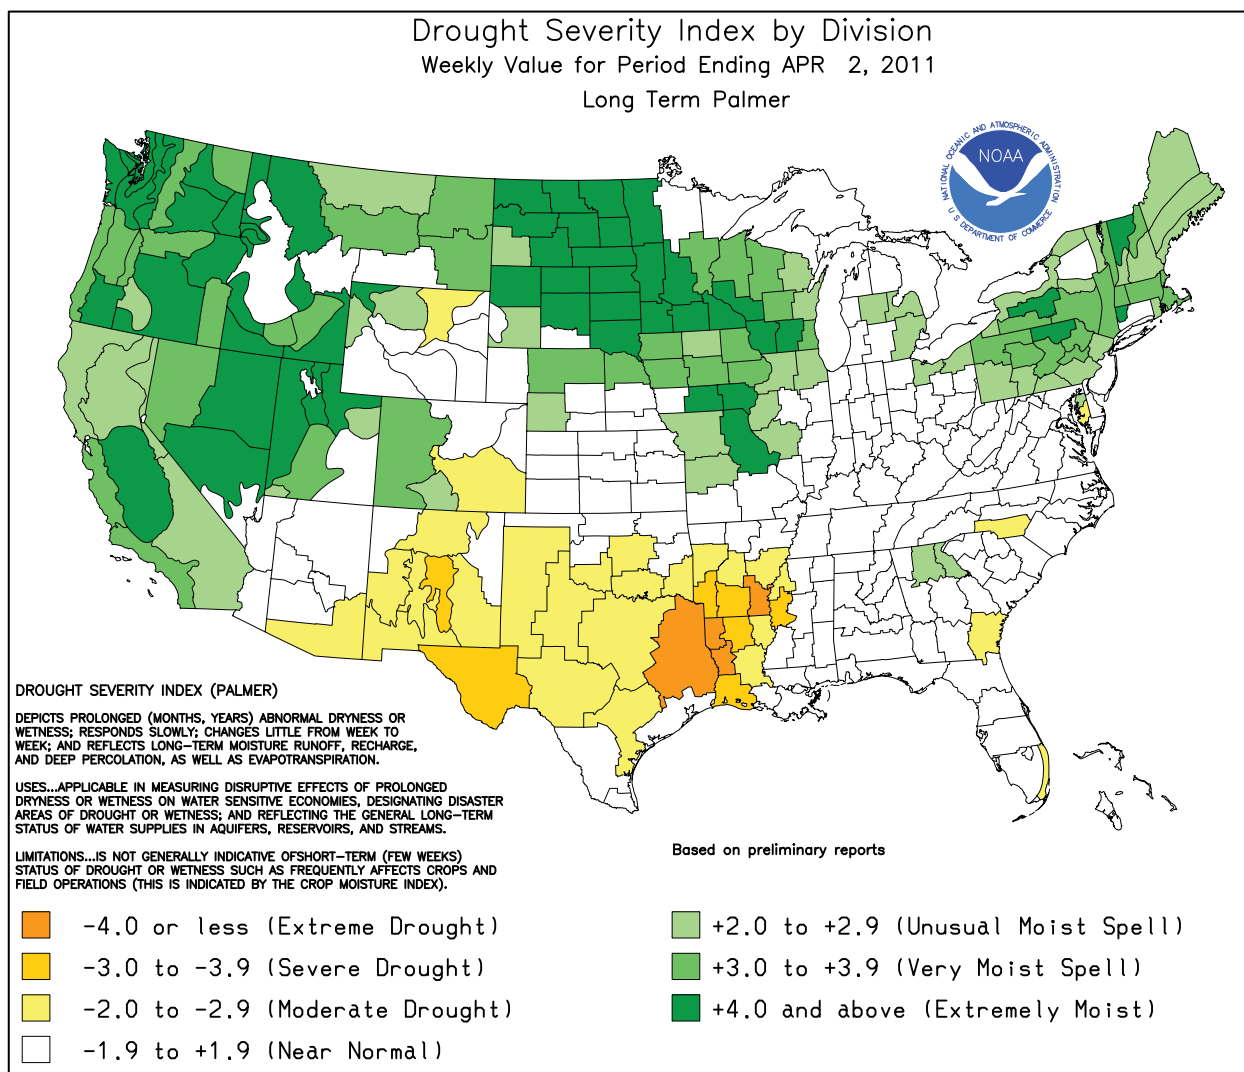 Drought Severity Index by Division
Weekly Value for Period Ending APR 2, 2011
Long Term Palmer
NATIONAL OCEANIC AND ATMOSPHERIC ADMINISTRATION
NOAA
U S DEPARTMENT OF COMMERCE
DROUGHT SEVERITY INDEX (PALMER)
DEPICTS PROLONGED (MONTHS, YEARS) ABNORMAL DRYNESS OR
WETNESS; RESPONDS SLOWLY; CHANGES LITTLE FROM WEEK TO
WEEK; AND REFLECTS LONG-TERM MOISTURE RUNOFF, RECHARGE,
AND DEEP PERCOLATION, AS WELL AS EVAPOTRANSPIRATION.
USES...APPLICABLE IN MEASURING DISRUPTIVE EFFECTS OF PROLONGED
DRYNESS OR WETNESS ON WATER SENSITIVE ECONOMIES, DESIGNATING DISASTER
AREAS OF DROUGHT OR WETNESS; AND REFLECTING THE GENERAL LONG-TERM
STATUS OF WATER SUPPLIES IN AQUIFERS, RESERVOIRS, AND STREAMS.
LIMITATIONS...IS NOT GENERALLY INDICATIVE OFSHORT-TERM (FEW WEEKS)
STATUS OF DROUGHT OR WETNESS SUCH AS FREQUENTLY AFFECTS CROPS AND
FIELD OPERATIONS (THIS IS INDICATED BY THE CROP MOISTURE INDEX).
Based on preliminary reports
-4.0 or less (Extreme Drought)
-3.0 to -3.9 (Severe Drought)
-2.0 to -2.9 (Moderate Drought)
-1.9 to +1.9 (Near Normal)
+2.0 to +2.9 (Unusual Moist Spell)
+3.0 to +3.9 (Very Moist Spell)
+4.0 and above (Extremely Moist)